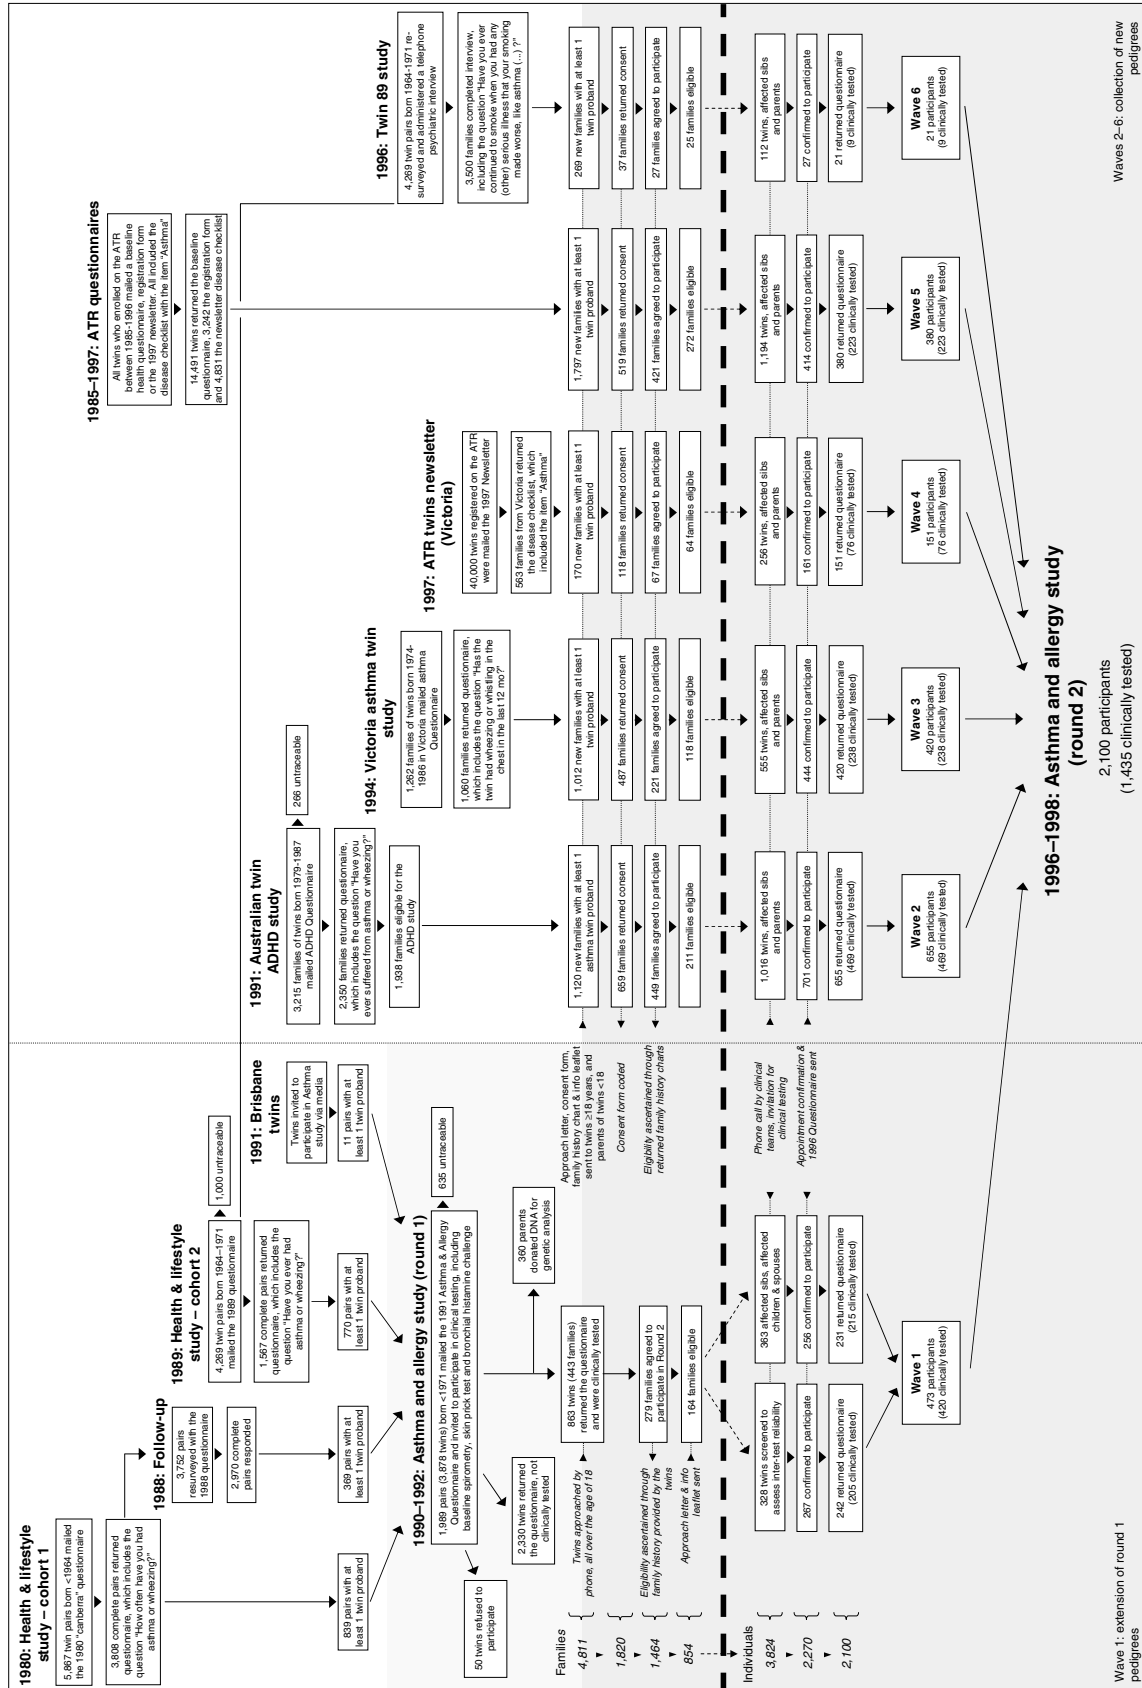 1980: Health & lifestyle
study – cohort 1
5,867 twin pairs born <1964 mailed
the 1980 "canberra" questionnaire
3,808 complete pairs returned
questionnaire, which includes the
question "How often have you had
asthma or wheezing?"
839 pairs with at
least 1 twin proband
1988: Follow-up
3,752 pairs
resurveyed with the
1988 questionnaire
2,970 complete
pairs responded
369 pairs with at
least 1 twin proband
1989: Health & lifestyle
study – cohort 2
4,269 twin pairs born 1964–1971
mailed the 1989 questionnaire
1,000 untraceable
1,567 complete pairs returned
questionnaire, which includes the
question "Have you ever had
asthma or wheezing?"
770 pairs with at
least 1 twin proband
1991: Brisbane
twins
Twins invited to
participate in Asthma
study via media
11 pairs with at
least 1 twin proband
1990–1992: Asthma and allergy study (round 1)
1,989 pairs (3,878 twins) born <1971 mailed the 1991 Asthma & Allergy
Questionnaire and invited to participate in clinical testing, including
baseline spirometry, skin prick test and bronchial histamine challenge
635 untraceable
50 twins refused to
participate
2,330 twins returned
the questionnaire, not
clinically tested
360 parents
donated DNA for
genetic analysis
Families
4,811
1,820
1,464
854
Individuals
3,824
2,270
2,100
Twins approached by
phone, all over the age of 18
Eligibility ascertained through
family history provided by the
twins
Approach letter & info
leaflet sent
863 twins (443 families)
returned the questionnaire
and were clinically tested
279 families agreed to
participate in Round 2
164 families eligible
328 twins screened to
assess inter-test reliability
267 confirmed to participate
242 returned questionnaire
(205 clinically tested)
363 affected sibs, affected
children & spouses
256 confirmed to participate
231 returned questionnaire
(215 clinically tested)
Wave 1
473 participants
(420 clinically tested)
Approach letter, consent form,
family history chart & info leaflet
sent to twins ≥18 years, and
parents of twins <18
Consent form coded
Eligibility ascertained through
returned family history charts
Phone call by clinical
teams, invitation for
clinical testing
Appointment confirmation &
1996 Questionnaire sent
1991: Australian twin
ADHD study
3,215 families of twins born 1979-1987
mailed ADHD Questionnaire
266 untraceable
2,350 families returned questionnaire,
which includes the question "Have you
ever suffered from asthma or wheezing?"
1,938 families eligible for the
ADHD study
1,120 new families with at least 1
asthma twin proband
659 families returned consent
449 families agreed to participate
211 families eligible
1,016 twins, affected sibs
and parents
701 confirmed to participate
655 returned questionnaire
(469 clinically tested)
Wave 2
655 participants
(469 clinically tested)
1994: Victoria asthma twin
study
1,262 families of twins born 1974-
1986 in Victoria mailed asthma
Questionnaire
1,060 families returned questionnaire,
which includes the question "Has the
twin had wheezing or whistling in the
chest in the last 12 mo?"
1,012 new families with at least 1
twin proband
487 families returned consent
221 families agreed to participate
118 families eligible
555 twins, affected sibs
and parents
444 confirmed to participate
420 returned questionnaire
(238 clinically tested)
Wave 3
420 participants
(238 clinically tested)
1997: ATR twins newsletter
(Victoria)
40,000 twins registered on the ATR
were mailed the 1997 Newsletter
563 families from Victoria returned
the disease checklist, which
included the item "Asthma"
170 new families with at least 1
twin proband
118 families returned consent
67 families agreed to participate
64 families eligible
256 twins, affected sibs
and parents
161 confirmed to participate
151 returned questionnaire
(76 clinically tested)
Wave 4
151 participants
(76 clinically tested)
1985–1997: ATR questionnaires
All twins who enrolled on the ATR
between 1985-1996 mailed a baseline
health questionnaire, registration form
or the 1997 newsletter. All included the
disease checklist with the item "Asthma"
14,491 twins returned the baseline
questionnaire, 3,242 the registration form
and 4,831 the newsletter disease checklist
1,797 new families with at least 1
twin proband
519 families returned consent
421 families agreed to participate
272 families eligible
1,194 twins, affected sibs
and parents
414 confirmed to participate
380 returned questionnaire
(223 clinically tested)
Wave 5
380 participants
(223 clinically tested)
1996: Twin 89 study
4,269 twin pairs born 1964-1971 re-
surveyed and administered a telephone
psychiatric interview
3,500 families completed interview,
including the question "Have you ever
continued to smoke when you had any
(other) serious illness that your smoking
made worse, like asthma (...) ?"
269 new families with at least 1
twin proband
37 families returned consent
27 families agreed to participate
25 families eligible
112 twins, affected sibs
and parents
27 confirmed to participate
21 returned questionnaire
(9 clinically tested)
Wave 6
21 participants
(9 clinically tested)
1996–1998: Asthma and allergy study
(round 2)
2,100 participants
(1,435 clinically tested)
Wave 1: extension of round 1
pedigrees
Waves 2–6: collection of new
pedigrees